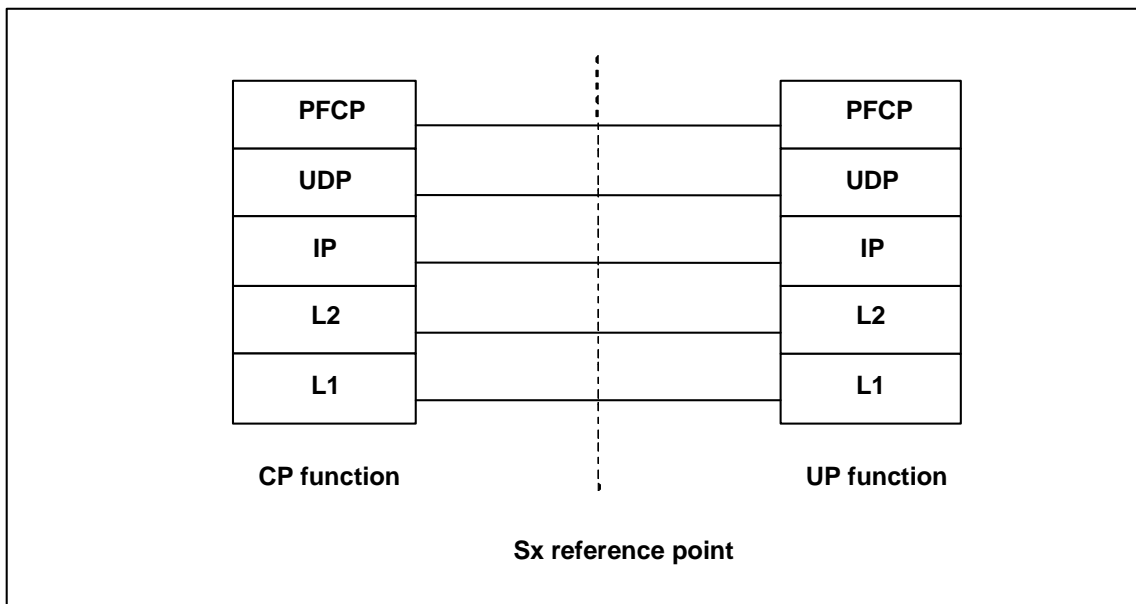 PFCP
PFCP
UDP
UDP
IP
IP
L2
L2
L1
L1
CP function
UP function
Sx reference point